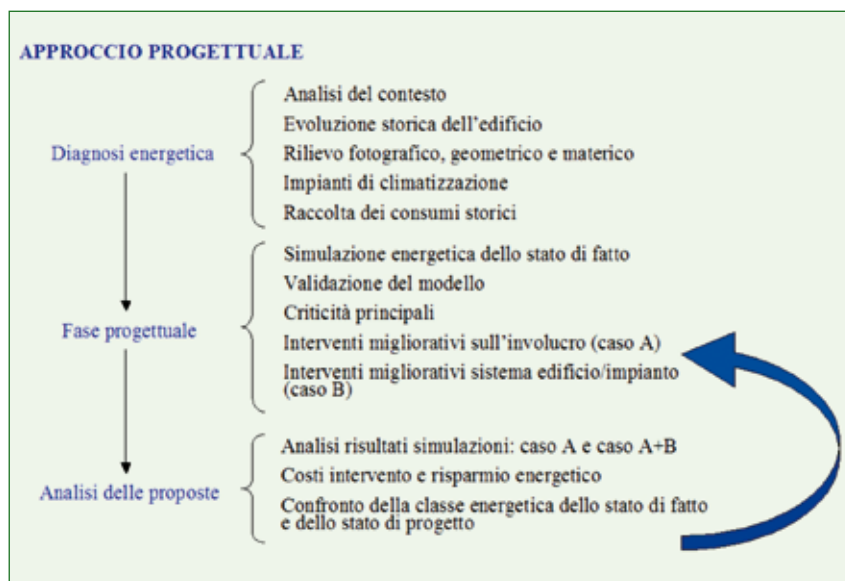 APPROCCIO PROGETTUALE
Diagnosi energetica
Analisi del contesto
Evoluzione storica dell'edificio
Rilievo fotografico, geometrico e materico
Impianti di climatizzazione
Raccolta dei consumi storici
Fase progettuale
Simulazione energetica dello stato di fatto
Validazione del modello
Criticità principali
Interventi migliorativi sull'involucro (caso A)
Interventi migliorativi sistema edificio/impianto
(caso B)
Analisi delle proposte
Analisi risultati simulazioni: caso A e caso A+B
Costi intervento e risparmio energetico
Confronto della classe energetica dello stato di fatto
e dello stato di progetto